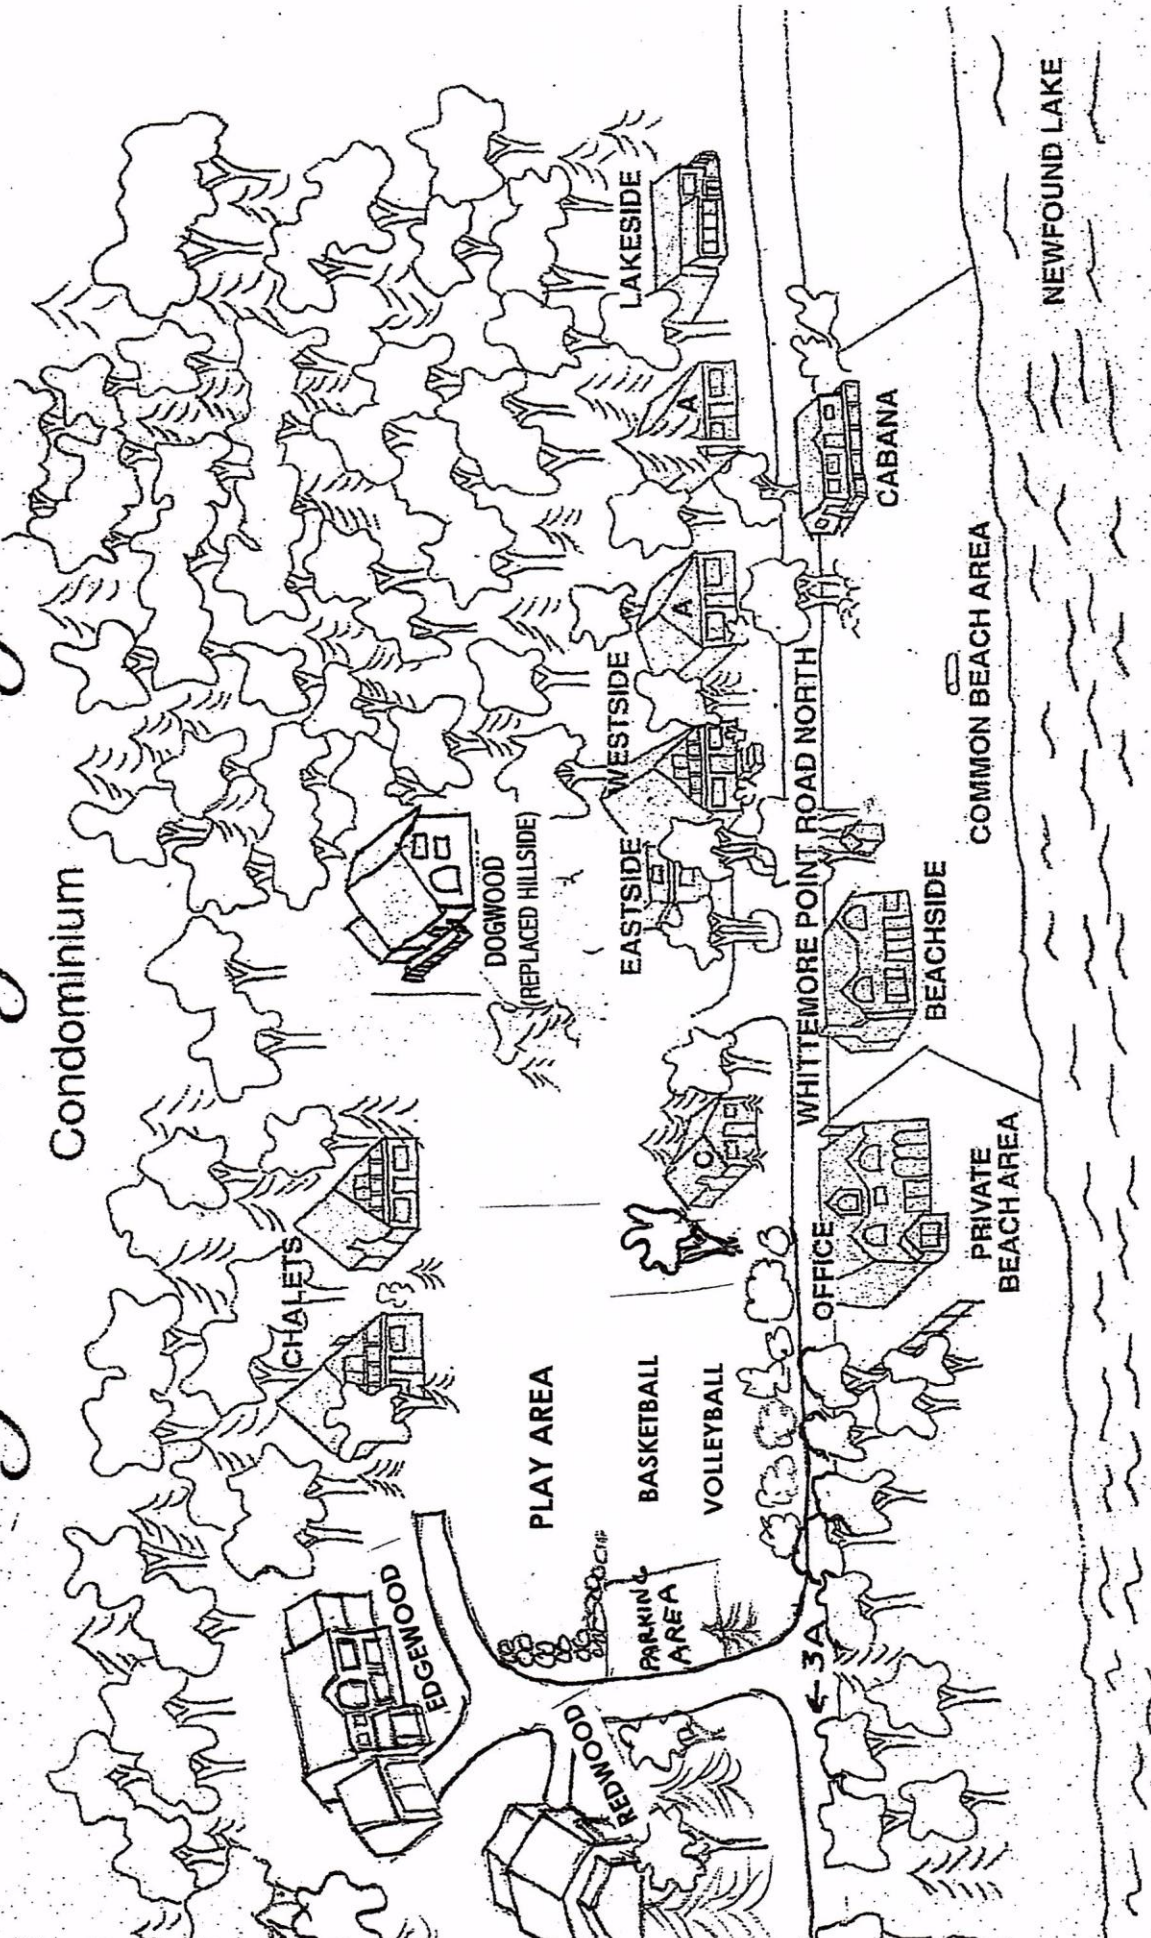 Condominium
CHALETS
EDGEWOOD
REDWOOD
DOGWOOD
(REPLACED HILLSIDE)
PLAY AREA
BASKETBALL
VOLLEYBALL
PARKING
AREA
← 3A
EASTSIDE
WESTSIDE
LAKESIDE
A
A
C
WHITTEMORE POINT ROAD NORTH
OFFICE
BEACHSIDE
CABANA
PRIVATE
BEACH AREA
COMMON BEACH AREA
NEWFOUND LAKE